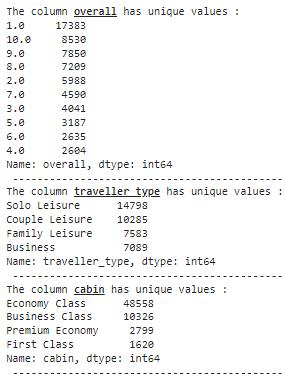 The column overall has unique values :
1.0     17383
10.0     8530
9.0      7850
8.0      7209
2.0      5988
7.0      4590
3.0      4041
5.0      3187
6.0      2635
4.0      2604
Name: overall, dtype: int64
-------------------------------------------
The column traveller_type has unique values :
Solo Leisure      14798
Couple Leisure    10285
Family Leisure     7583
Business           7089
Name: traveller_type, dtype: int64
-------------------------------------------
The column cabin has unique values :
Economy Class      48558
Business Class     10326
Premium Economy     2799
First Class         1620
Name: cabin, dtype: int64
-------------------------------------------